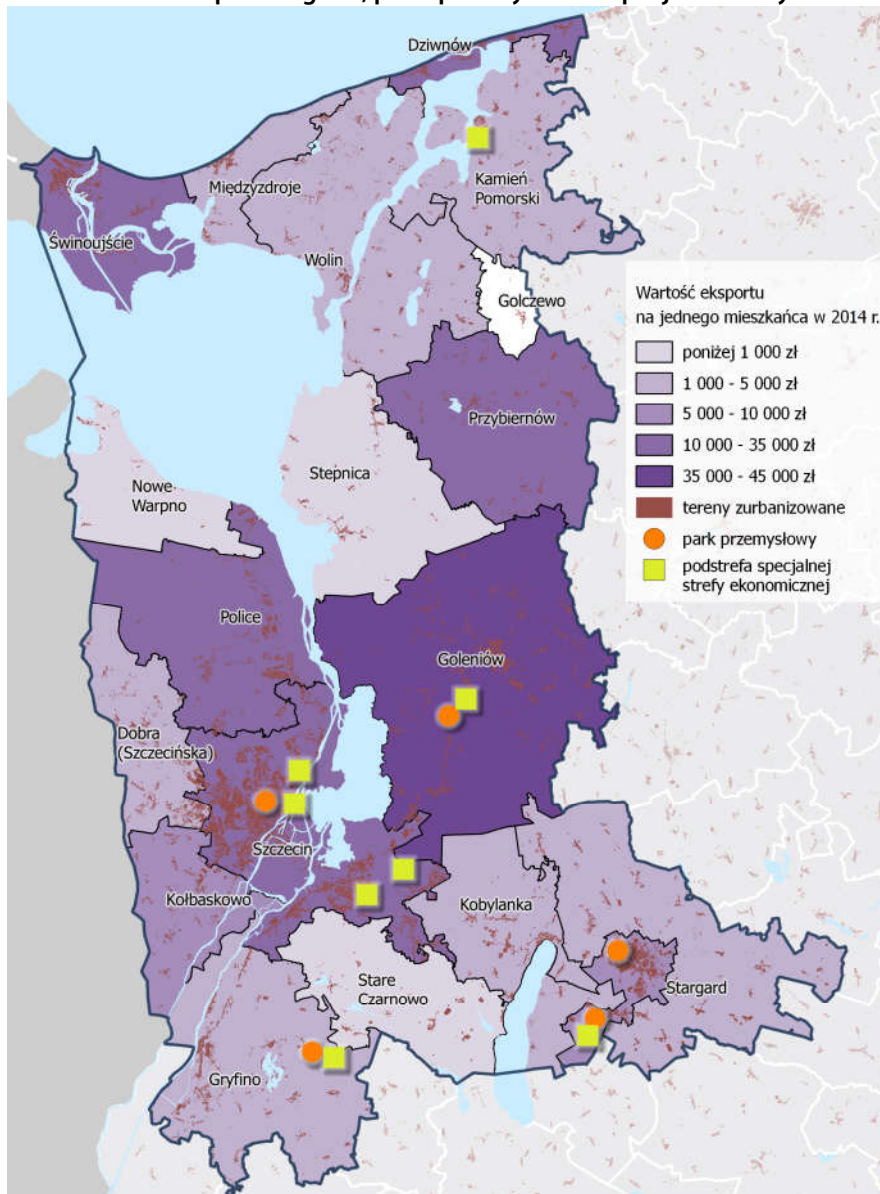 Dziwnów
Międzyzdroje
Kamień
Pomorski
Świnoujście
Wolin
Golczewo
Wartość eksportu
na jednego mieszkańca w 2014 r.
poniżej 1 000 zł
1 000 - 5 000 zł
5 000 - 10 000 zł
10 000 - 35 000 zł
35 000 - 45 000 zł
tereny zurbanizowane
park przemysłowy
podstrefa specjalnej
strefy ekonomicznej
Przybiernów
Stepnica
Nowe
Warpno
Police
Goleniów
Dobra
(Szczecińska)
Szczecin
Kołbaskowo
Kobylanka
Stare
Czarnowo
Stargard
Gryfino